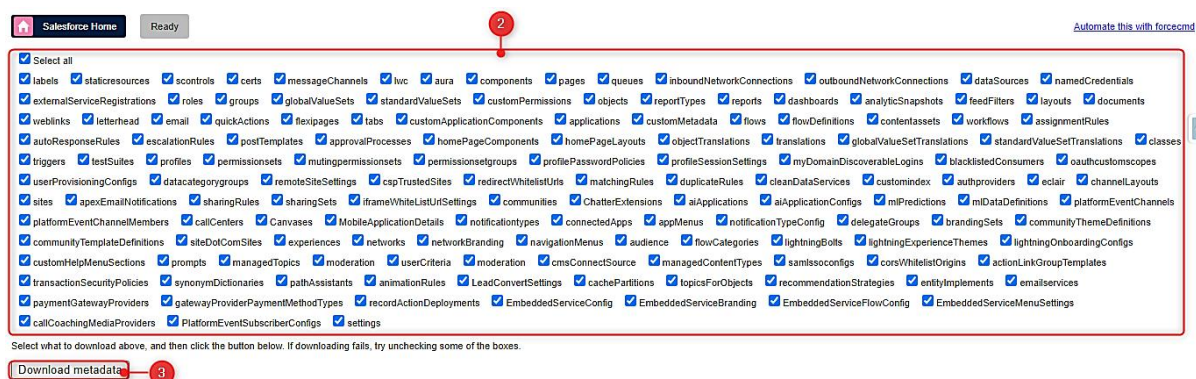 2
Salesforce Home Ready Automate this with forcecmd
Select all
labels staticresources scontrols certs messageChannels lwc aura components pages queues inboundNetworkConnections outboundNetworkConnections dataSources namedCredentials
externalServiceRegistrations roles groups globalValueSets standardValueSets customPermissions objects reportTypes reports dashboards analyticSnapshots feedFilters layouts documents
weblinks letterhead email quickActions flexipages tabs customApplicationComponents applications customMetadata flows flowDefinitions contentassets workflows assignmentRules
autoResponseRules escalationRules postTemplates approvalProcesses homePageComponents homePageLayouts objectTranslations translations globalValueSetTranslations standardValueSetTranslations classes
triggers testSuites profiles permissionsets mutingpermissionsets permissionsetgroups profilePasswordPolicies profileSessionSettings myDomainDiscoverableLogins blacklistedConsumers oauthcustomscopes
userProvisioningConfigs datacategorygroups remoteSiteSettings cspTrustedSites redirectWhitelistUrls matchingRules duplicateRules cleanDataServices customindex authproviders eclair channelLayouts
sites apexEmailNotifications sharingRules sharingSets iframeWhiteListUrlSettings communities ChatterExtensions aiApplications aiApplicationConfigs mlPredictions mlDataDefinitions platformEventChannels
platformEventChannelMembers callCenters Canvases MobileApplicationDetails notificationtypes connectedApps appMenus notificationTypeConfig delegateGroups brandingSets communityThemeDefinitions
communityTemplateDefinitions siteDotComSites experiences networks networkBranding navigationMenus audience flowCategories lightningBolts lightningExperienceThemes lightningOnboardingConfigs
customHelpMenuSections prompts managedTopics moderation userCriteria moderation cmsConnectSource managedContentTypes samlssoconfigs corsWhitelistOrigins actionLinkGroupTemplates
transactionSecurityPolicies synonymDictionaries pathAssistants animationRules LeadConvertSettings cachePartitions topicsForObjects recommendationStrategies entityImplements emailservices
paymentGatewayProviders gatewayProviderPaymentMethodTypes recordActionDeployments EmbeddedServiceConfig EmbeddedServiceBranding EmbeddedServiceFlowConfig EmbeddedServiceMenuSettings
callCoachingMediaProviders PlatformEventSubscriberConfigs settings
Select what to download above, and then click the button below. If downloading fails, try unchecking some of the boxes.
Download metadata 3